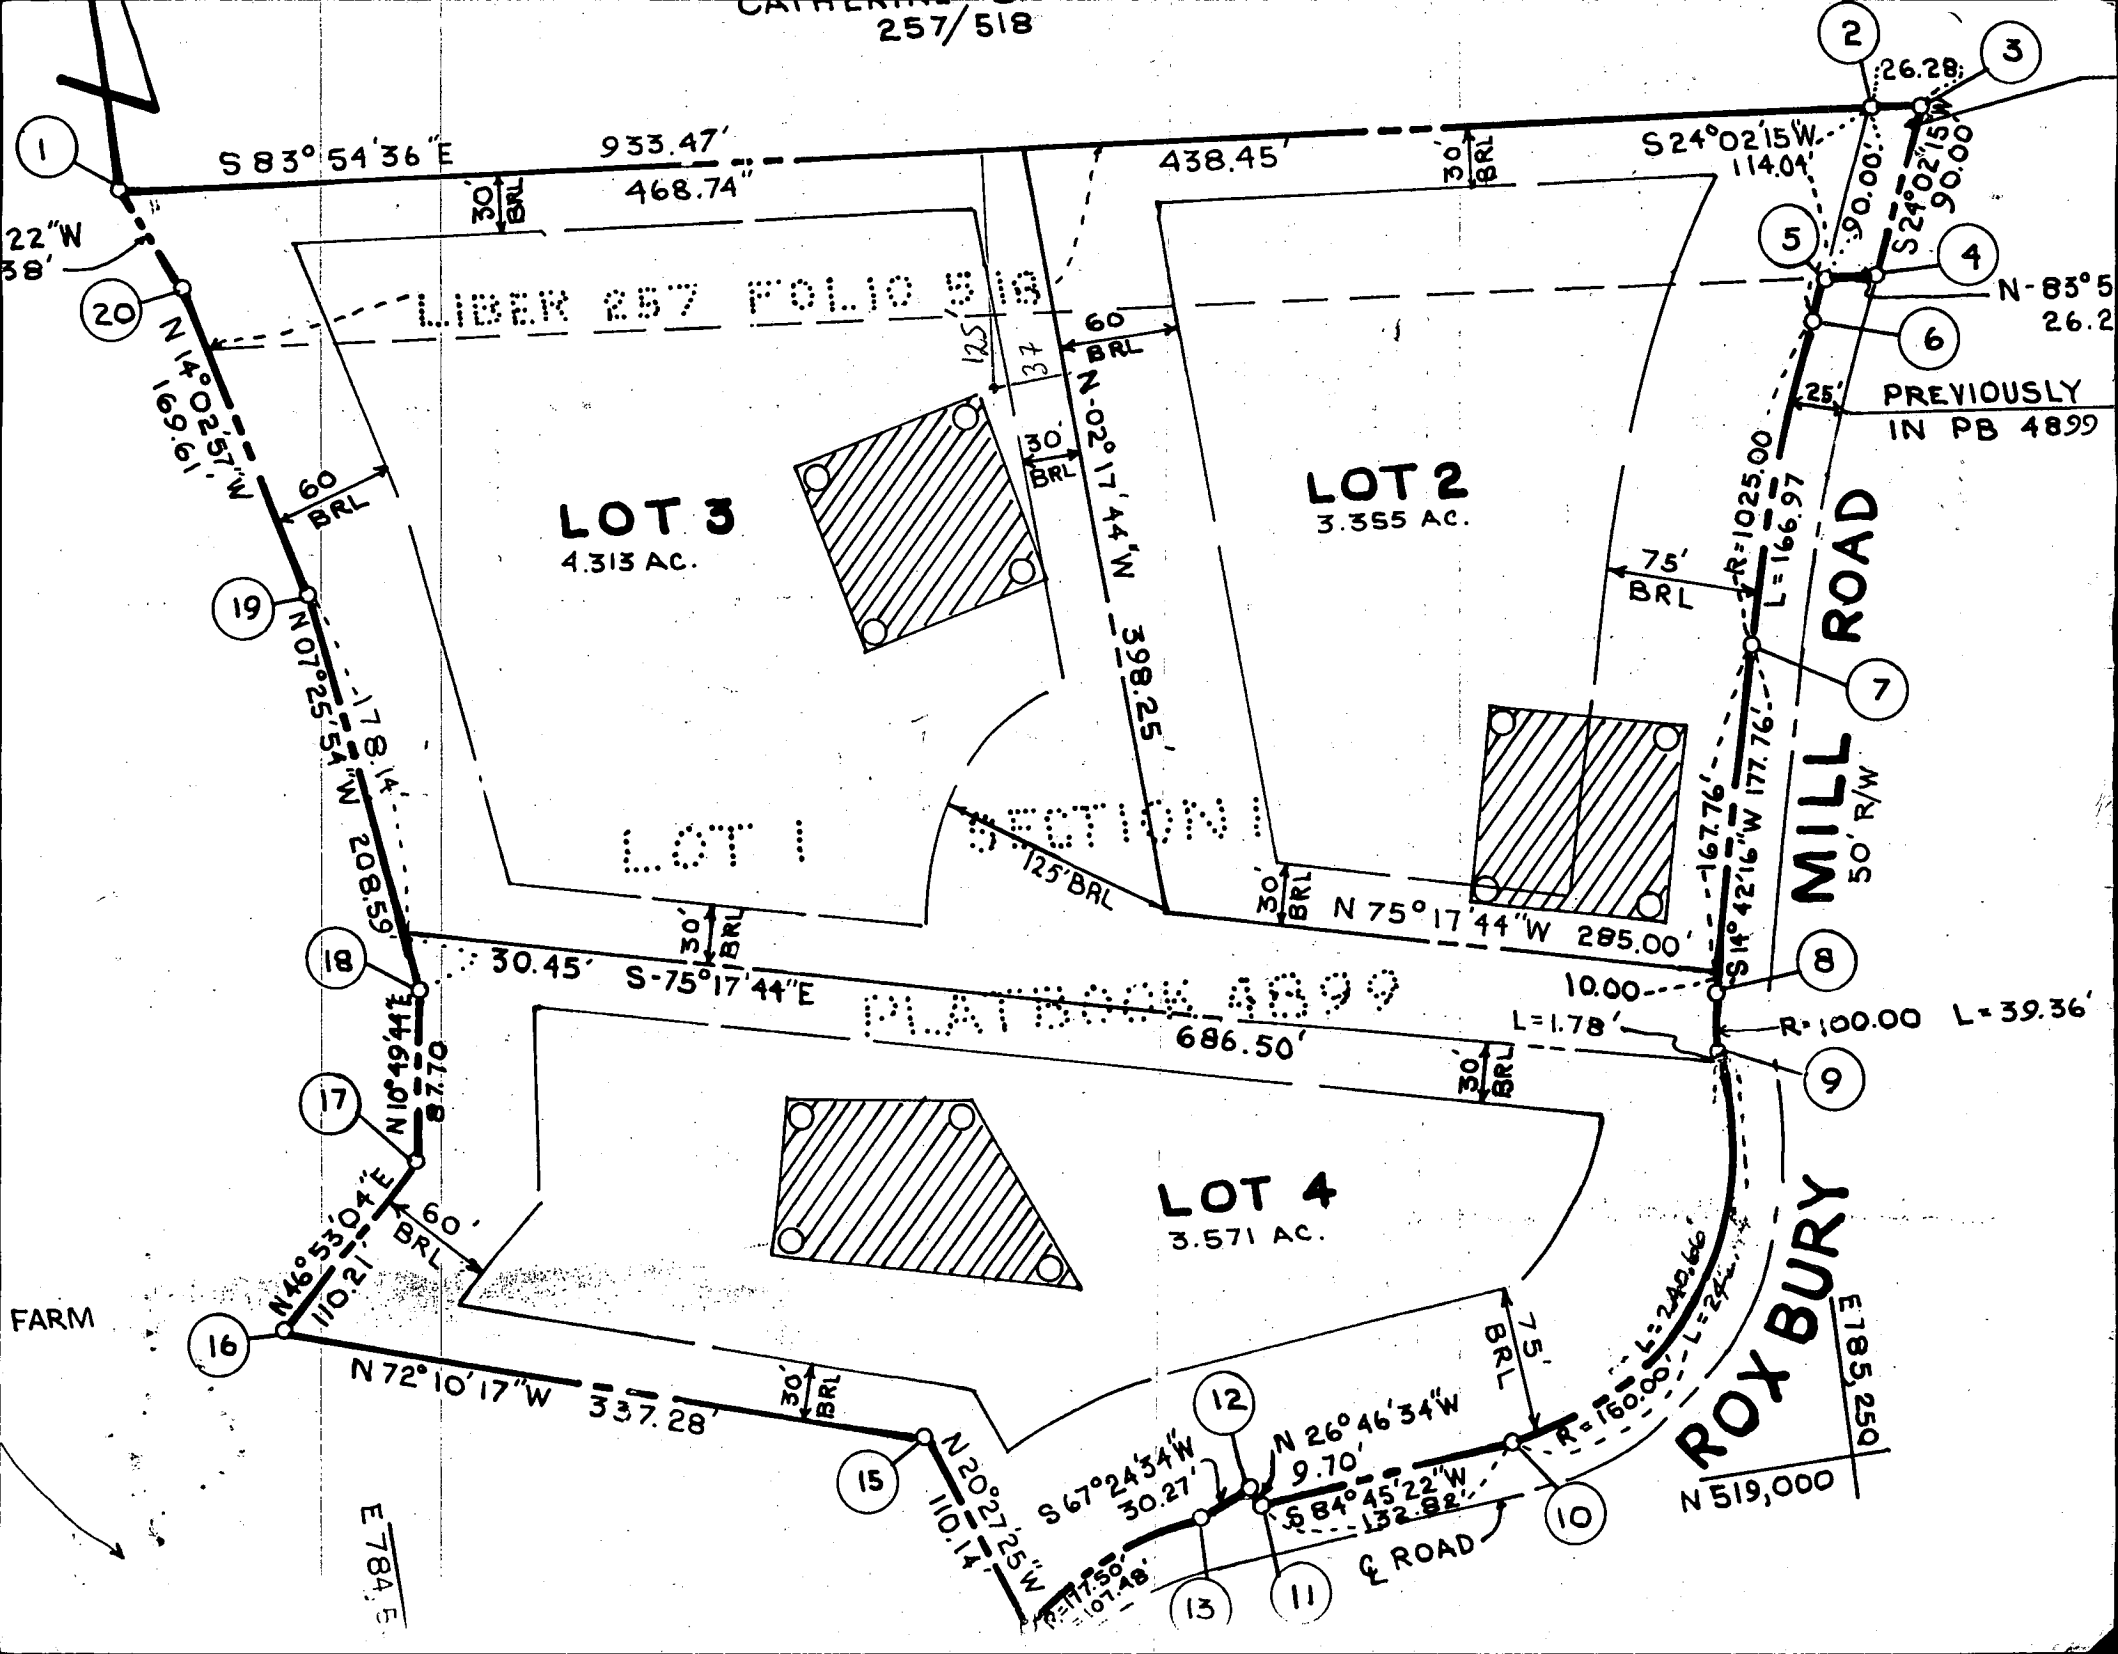 257/518
2
3
26.28
1
S 83° 54' 36" E
933.47'
468.74"
438.45'
30'
BRL
30'
BRL
S 24° 02' 15" W
114.04'
90.00'
S 24° 02' 15" W
90.00'
22" W
38'
20
5
4
N-83°5
26.2
LIBER 257 FOLIO 518
125'
37
60
BRL
6
25'
PREVIOUSLY
IN PB 4899
N 14° 02' 57" W
169.61'
60
BRL
30'
BRL
N-02° 17' 44" W
398.25'
LOT 3
4.313 AC.
LOT 2
3.355 AC.
R=1025.00
L=166.97
75'
BRL
19
N 07° 25' 54" W
208.59'
178.14'
7
167.76'
S 14° 42' 16" W 177.76'
ROXBURY MILL ROAD
50' R/W
LOT 1 SECTION 1
125' BRL
30'
BRL
30'
BRL
N 75° 17' 44" W 285.00'
18
30.45'
S-75° 17' 44" E
686.50'
PLATBOOK 4899
10.00
8
L=1.78'
R=100.00 L=39.36'
9
N 10° 49' 44" E
87.70
17
30'
BRL
LOT 4
3.571 AC.
N 46° 53' 04" E
110.21'
60'
BRL
FARM
16
N 72° 10' 17" W 337.28'
30'
BRL
75'
BRL
L=240.66'
R=160.00'
E 785,250
N 519,000
15
N 20° 27' 25" W
110.14'
12
N 26° 46' 34" W
9.70'
S 67° 24' 34" W
30.27'
S 84° 45' 22" W
132.82'
10
℄ ROAD
11
13
R=177.50'
107.48'
E 784,5